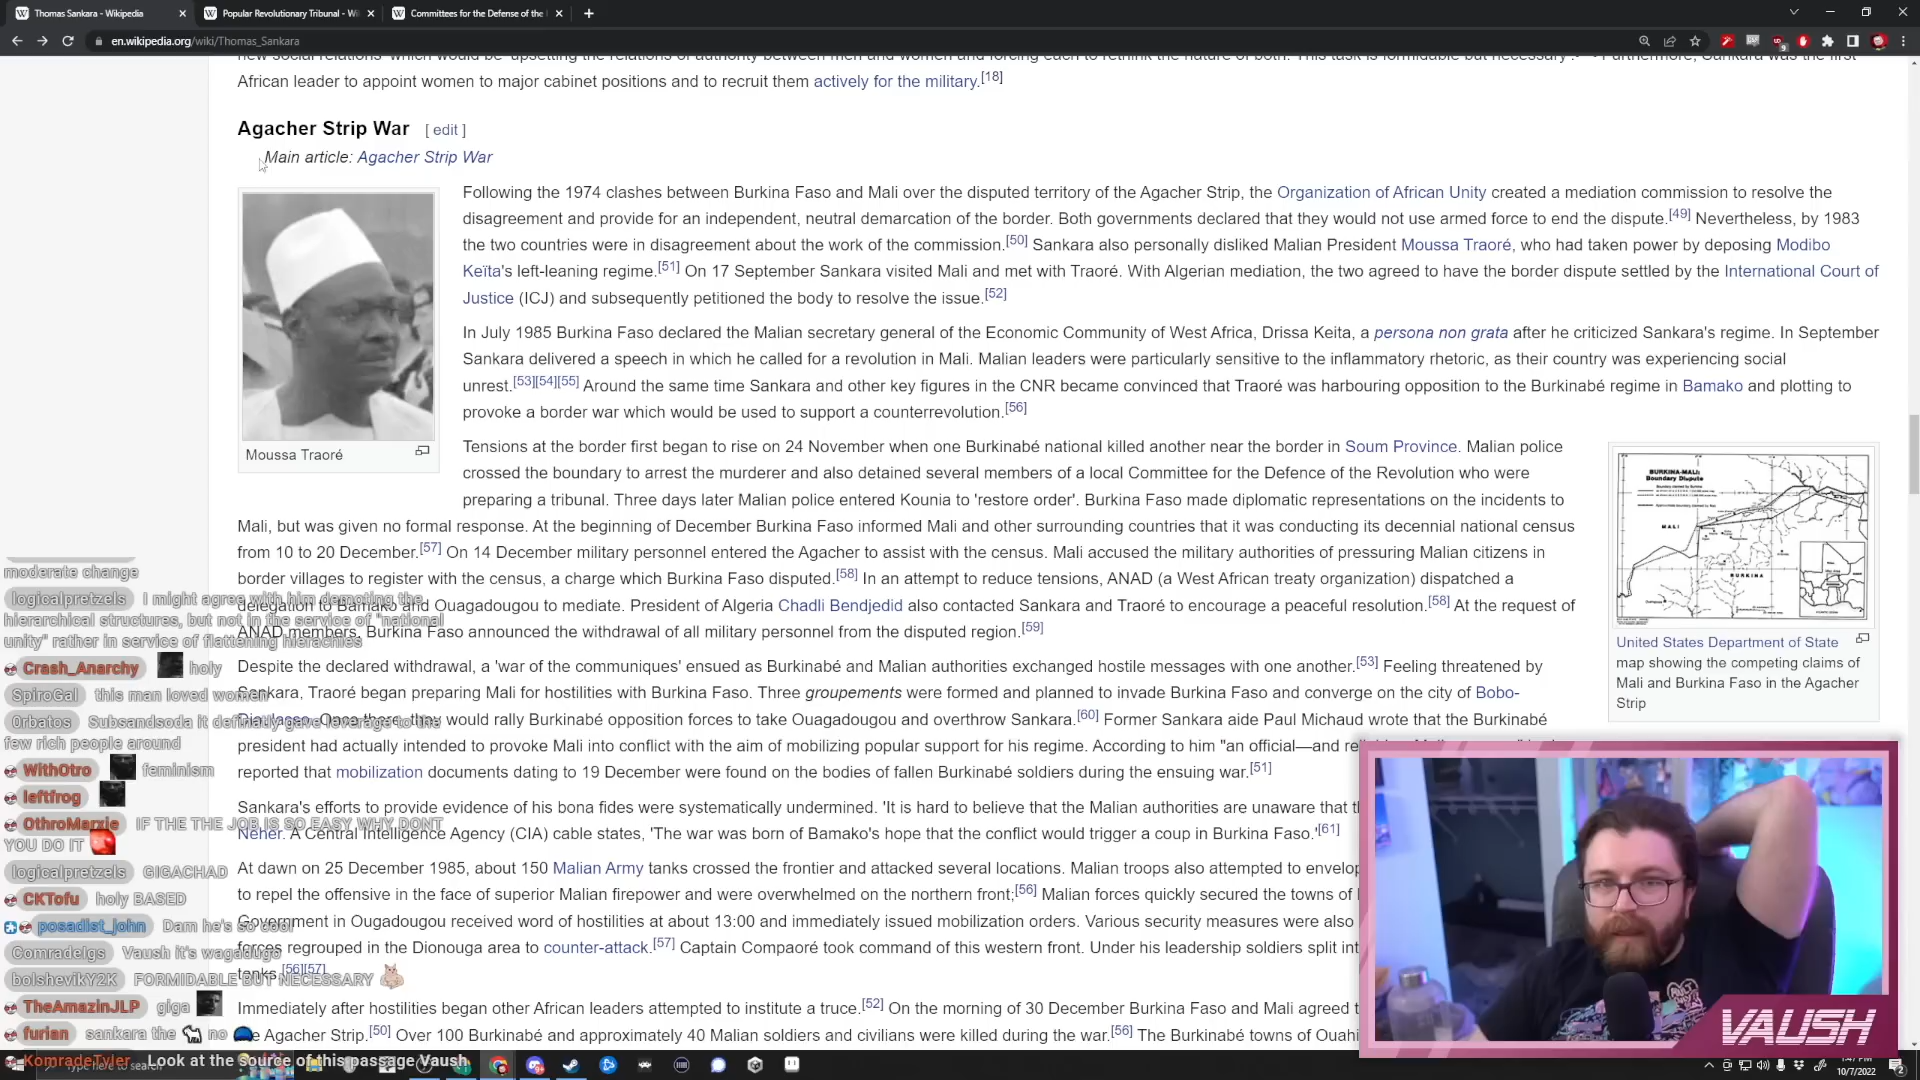 Thomas Sankara - Wikipedia
Popular Revolutionary Tribunal - Wi
Committees for the Defense of the
en.wikipedia.org/wiki/Thomas_Sankara
African leader to appoint women to major cabinet positions and to recruit them actively for the military.[18]
Agacher Strip War [ edit ]
Main article: Agacher Strip War
Following the 1974 clashes between Burkina Faso and Mali over the disputed territory of the Agacher Strip, the Organization of African Unity created a mediation commission to resolve the
disagreement and provide for an independent, neutral demarcation of the border. Both governments declared that they would not use armed force to end the dispute.[49] Nevertheless, by 1983
the two countries were in disagreement about the work of the commission.[50] Sankara also personally disliked Malian President Moussa Traoré, who had taken power by deposing Modibo
Keïta's left-leaning regime.[51] On 17 September Sankara visited Mali and met with Traoré. With Algerian mediation, the two agreed to have the border dispute settled by the International Court of
Justice (ICJ) and subsequently petitioned the body to resolve the issue.[52]
In July 1985 Burkina Faso declared the Malian secretary general of the Economic Community of West Africa, Drissa Keita, a persona non grata after he criticized Sankara's regime. In September
Sankara delivered a speech in which he called for a revolution in Mali. Malian leaders were particularly sensitive to the inflammatory rhetoric, as their country was experiencing social
unrest.[53][54][55] Around the same time Sankara and other key figures in the CNR became convinced that Traoré was harbouring opposition to the Burkinabé regime in Bamako and plotting to
provoke a border war which would be used to support a counterrevolution.[56]
Moussa Traoré
Tensions at the border first began to rise on 24 November when one Burkinabé national killed another near the border in Soum Province. Malian police
crossed the boundary to arrest the murderer and also detained several members of a local Committee for the Defence of the Revolution who were
preparing a tribunal. Three days later Malian police entered Kounia to 'restore order'. Burkina Faso made diplomatic representations on the incidents to
Mali, but was given no formal response. At the beginning of December Burkina Faso informed Mali and other surrounding countries that it was conducting its decennial national census
from 10 to 20 December.[57] On 14 December military personnel entered the Agacher to assist with the census. Mali accused the military authorities of pressuring Malian citizens in
border villages to register with the census, a charge which Burkina Faso disputed.[58] In an attempt to reduce tensions, ANAD (a West African treaty organization) dispatched a
delegation to Bamako and Ouagadougou to mediate. President of Algeria Chadli Bendjedid also contacted Sankara and Traoré to encourage a peaceful resolution.[58] At the request of
ANAD members, Burkina Faso announced the withdrawal of all military personnel from the disputed region.[59]
BURKINA-MALI
Boundary Dispute
MALI
BURKINA
United States Department of State
map showing the competing claims of
Mali and Burkina Faso in the Agacher
Strip
Despite the declared withdrawal, a 'war of the communiques' ensued as Burkinabé and Malian authorities exchanged hostile messages with one another.[53] Feeling threatened by
Sankara, Traoré began preparing Mali for hostilities with Burkina Faso. Three groupements were formed and planned to invade Burkina Faso and converge on the city of Bobo-
they would rally Burkinabé opposition forces to take Ouagadougou and overthrow Sankara.[60] Former Sankara aide Paul Michaud wrote that the Burkinabé
president had actually intended to provoke Mali into conflict with the aim of mobilizing popular support for his regime. According to him "an official—and
reported that mobilization documents dating to 19 December were found on the bodies of fallen Burkinabé soldiers during the ensuing war.[51]
Sankara's efforts to provide evidence of his bona fides were systematically undermined. 'It is hard to believe that the Malian authorities are unaware that
Neher. A Central Intelligence Agency (CIA) cable states, 'The war was born of Bamako's hope that the conflict would trigger a coup in Burkina Faso.'[61]
At dawn on 25 December 1985, about 150 Malian Army tanks crossed the frontier and attacked several locations. Malian troops also attempted to envelop
to repel the offensive in the face of superior Malian firepower and were overwhelmed on the northern front;[56] Malian forces quickly secured the towns of
Government in Ougadougou received word of hostilities at about 13:00 and immediately issued mobilization orders. Various security measures were also
forces regrouped in the Dionouga area to counter-attack.[57] Captain Compaoré took command of this western front. Under his leadership soldiers split int
tanks.[56][57]
Immediately after hostilities began other African leaders attempted to institute a truce.[52] On the morning of 30 December Burkina Faso and Mali agreed t
Agacher Strip.[50] Over 100 Burkinabé and approximately 40 Malian soldiers and civilians were killed during the war.[56] The Burkinabé towns of Ouahi
moderate change
logicalpretzels I might agree with him demoting the
hierarchical structures, but not in the service of "national
unity" rather in service of flattening hierarchies
Crash_Anarchy holy
SpiroGal this man loved women
0rbatos Subsandsoda it definatly gave leverage to the
few rich people around
WithOtro feminism
leftfrog
OthroMarxie IF THE THE JOB IS SO EASY WHY DONT
YOU DO IT
logicalpretzels GIGACHAD
CKTofu holy BASED
posadist_john Dam he's so cool
Comradelgs Vaush it's wagadugo
bolshevikY2K FORMIDABLE BUT NECESSARY
TheAmazinJLP giga
furian sankara the no
KomradeTyler Look at the source of this passage Vaush
VAUSH
Type here to search
1:47 PM
10/7/2022